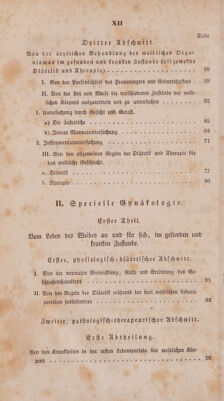 XII
Seite
Dritter Abschnitt.
Von der ärztlichen Behandlung des weiblichen Orga-
nismus im gesunden und kranken Zustande (allgemeine
Diätetik und Therapie) 59
I. Von der Persönlichkeit des Frauenarztes und Geburtshelfers 59
II. Von der Art und Weise die verschiedenen Zustände des weib-
lichen Körpers auszumitteln und zu untersuchen 62
1. Untersuchung durch Gesicht und Getast.
a) Die äußerliche 65
b) Innere Manualuntersuchung 64
2. Instrumentaluntersuchung 71
III. Von den allgemeinen Regeln der Diätetik und Therapie für
das weibliche Geschlecht.
a. Diätetik 77
b. Therapie 80
II. Specielle Gynäkologie.
Erster Theil.
Vom Leben des Weibes an und für sich, im gesunden und
kranken Zustande.
Erster, physiologisch-diätetischer Abschnitt.
I. Von der normalen Entwicklung, Reife und Rückbildung des Ge-
schlechtscharakters 85
II. Von den Regeln der Diätetik während der drei weiblichen Lebens-
perioden insbesondere 92
Zweiter, pathologisch-therapeutischer Abschnitt.
Erste Abtheilung.
Von den Krankheiten in der ersten Lebensperiode des weiblichen Kör-
pers 95